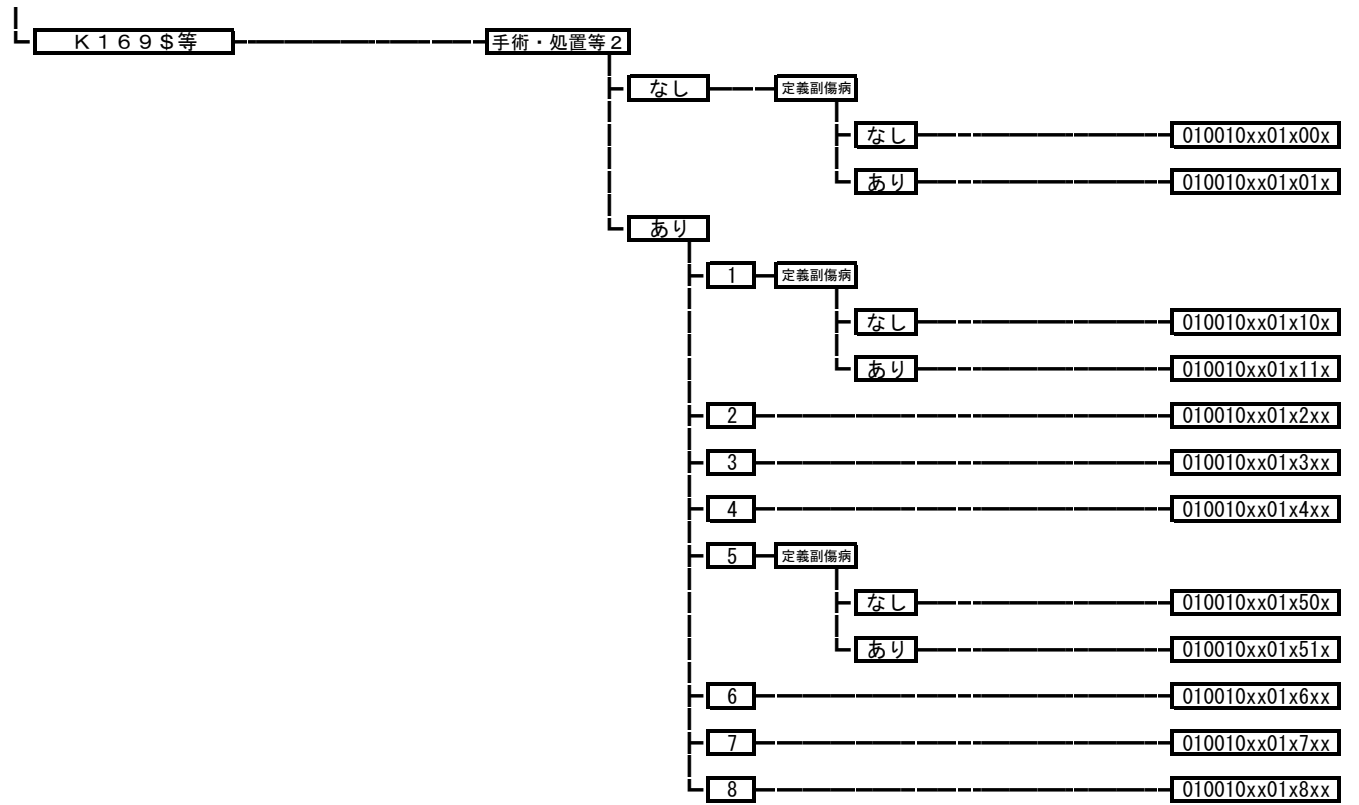 K169$等 手術・処置等2
なし 定義副傷病
なし 010010xx01x00x
あり 010010xx01x01x
あり
1 定義副傷病
なし 010010xx01x10x
あり 010010xx01x11x
2 010010xx01x2xx
3 010010xx01x3xx
4 010010xx01x4xx
5 定義副傷病
なし 010010xx01x50x
あり 010010xx01x51x
6 010010xx01x6xx
7 010010xx01x7xx
8 010010xx01x8xx